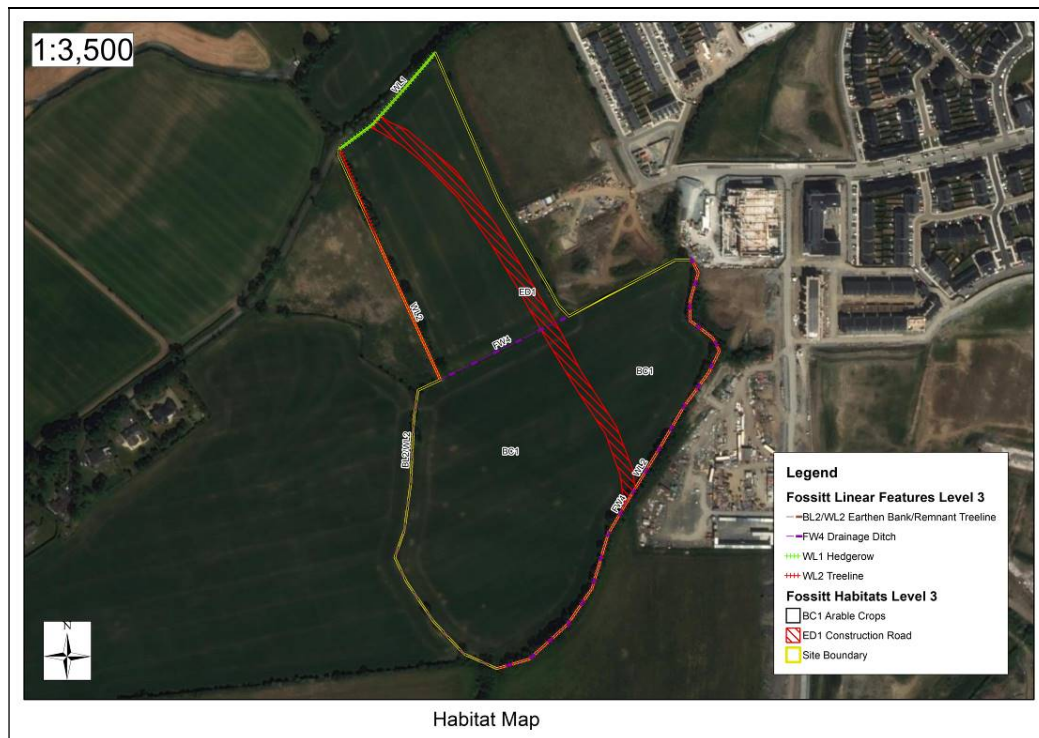 1:3,500
WL1
WL2
ED1
FW4
BC1
BL2/WL2
BC1
WL2
FW4
Legend
Fossitt Linear Features Level 3
BL2/WL2 Earthen Bank/Remnant Treeline
FW4 Drainage Ditch
WL1 Hedgerow
WL2 Treeline
Fossitt Habitats Level 3
BC1 Arable Crops
ED1 Construction Road
Site Boundary
N
Habitat Map